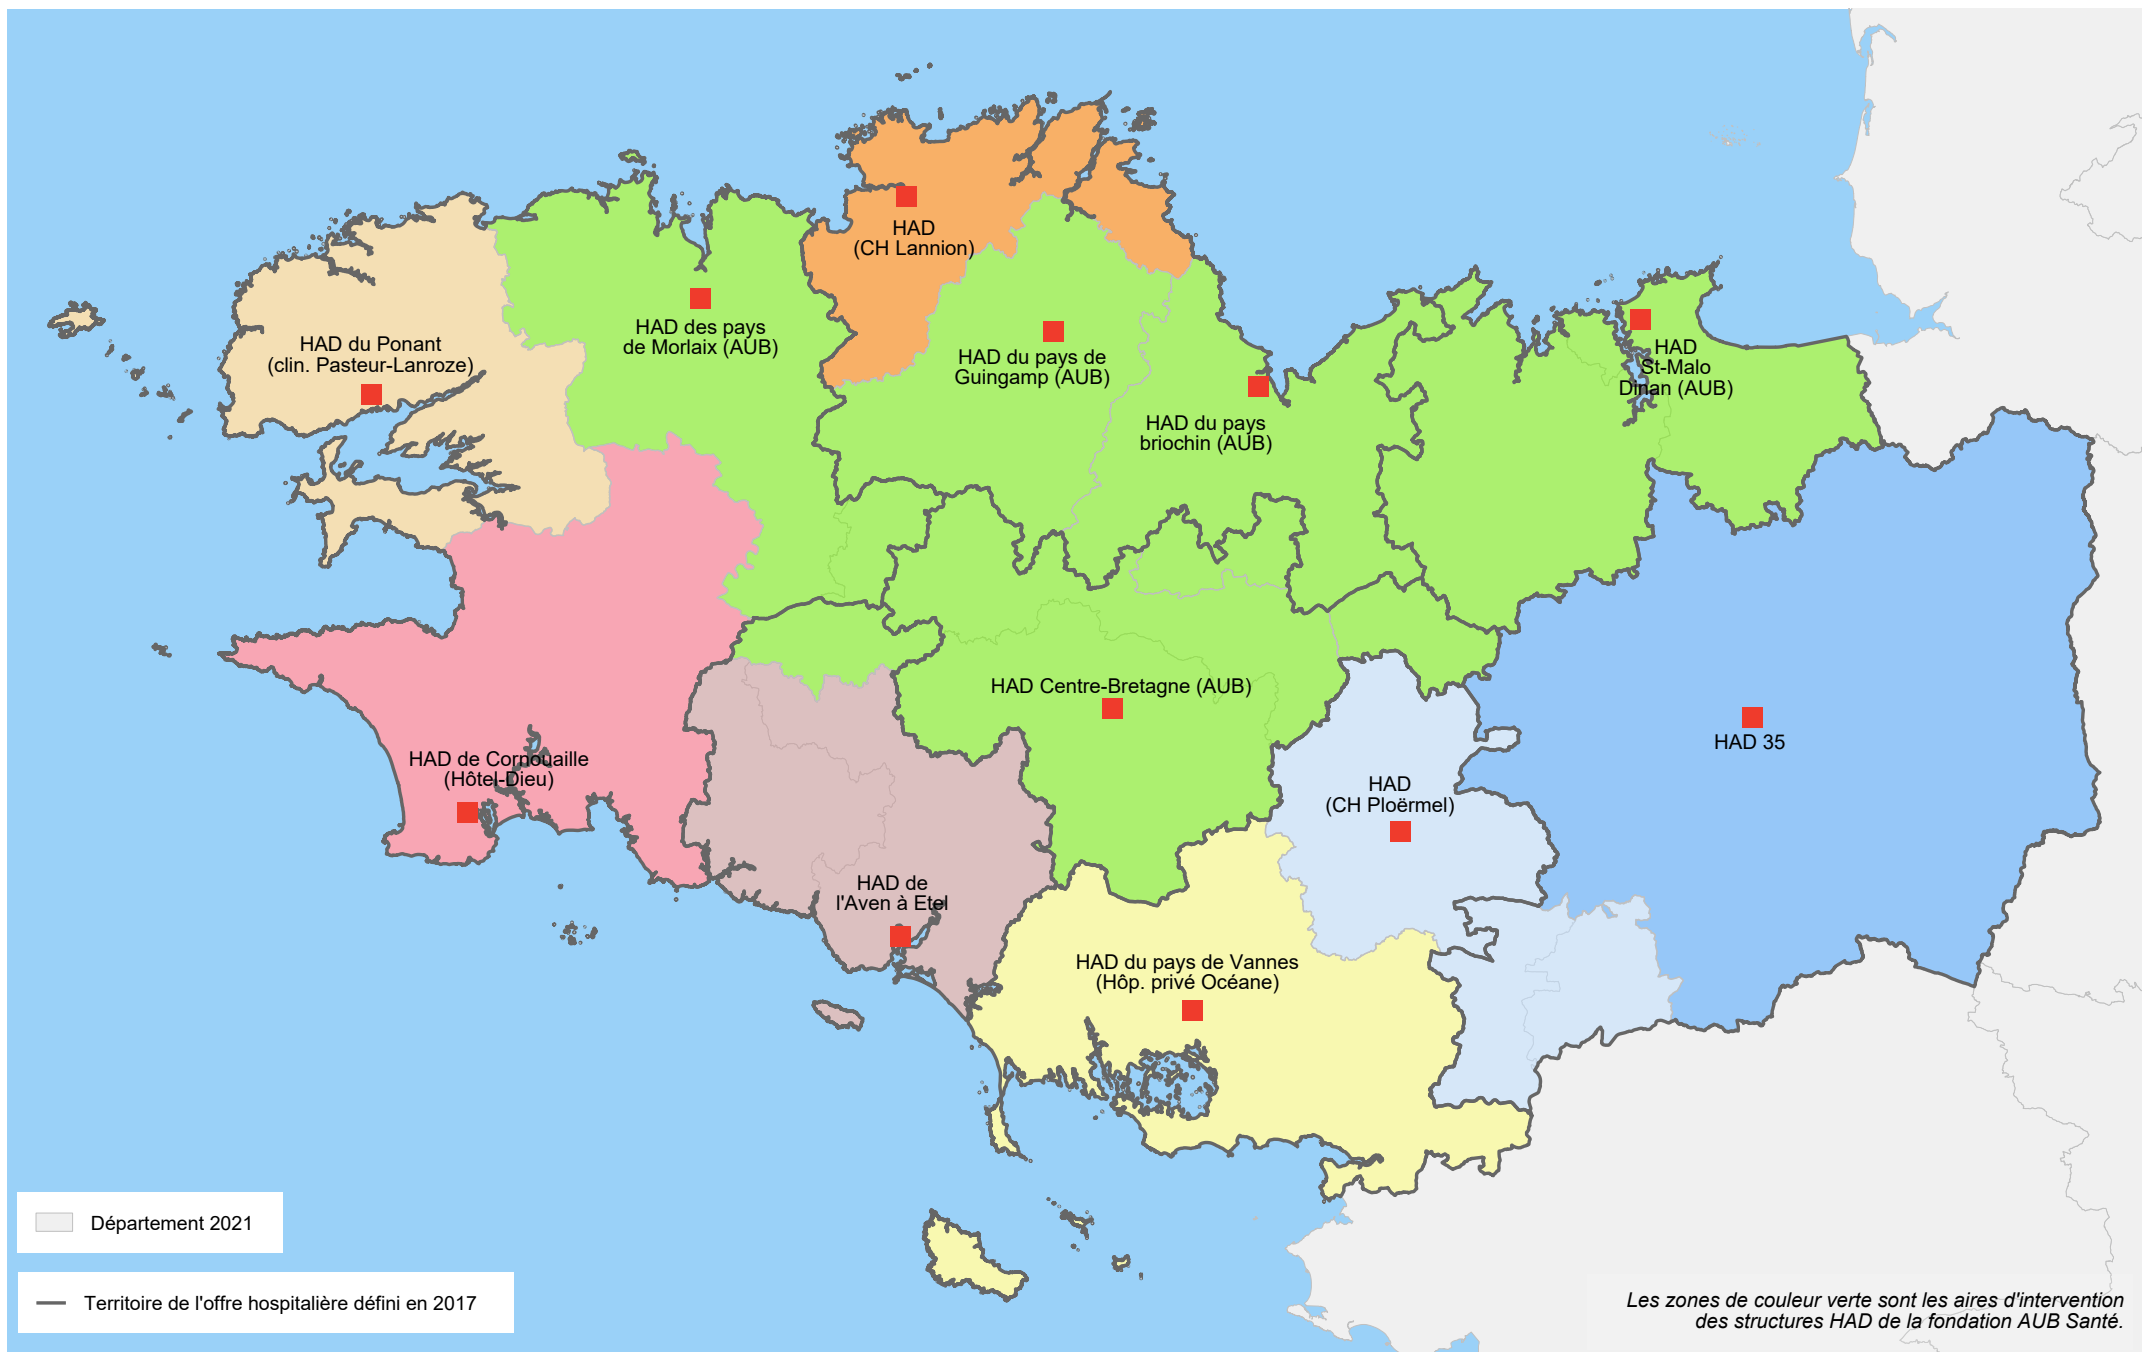 HAD
(CH Lannion)
HAD du Ponant
(clin. Pasteur-Lanroze)
HAD des pays
de Morlaix (AUB)
HAD du pays de
Guingamp (AUB)
HAD
St-Malo
Dinan (AUB)
HAD du pays
briochin (AUB)
HAD Centre-Bretagne (AUB)
HAD 35
HAD de Cornouaille
(Hôtel-Dieu)
HAD
(CH Ploërmel)
HAD de
l'Aven à Etel
HAD du pays de Vannes
(Hôp. privé Océane)
Département 2021
Territoire de l'offre hospitalière défini en 2017
Les zones de couleur verte sont les aires d'intervention
des structures HAD de la fondation AUB Santé.